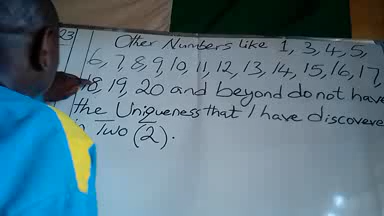 23 Other Numbers like 1, 3, 4, 5,
6, 7, 8, 9, 10, 11, 12, 13, 14, 15, 16, 17,
18, 19, 20 and beyond do not have
the Uniqueness that I have discovere
in Two (2).